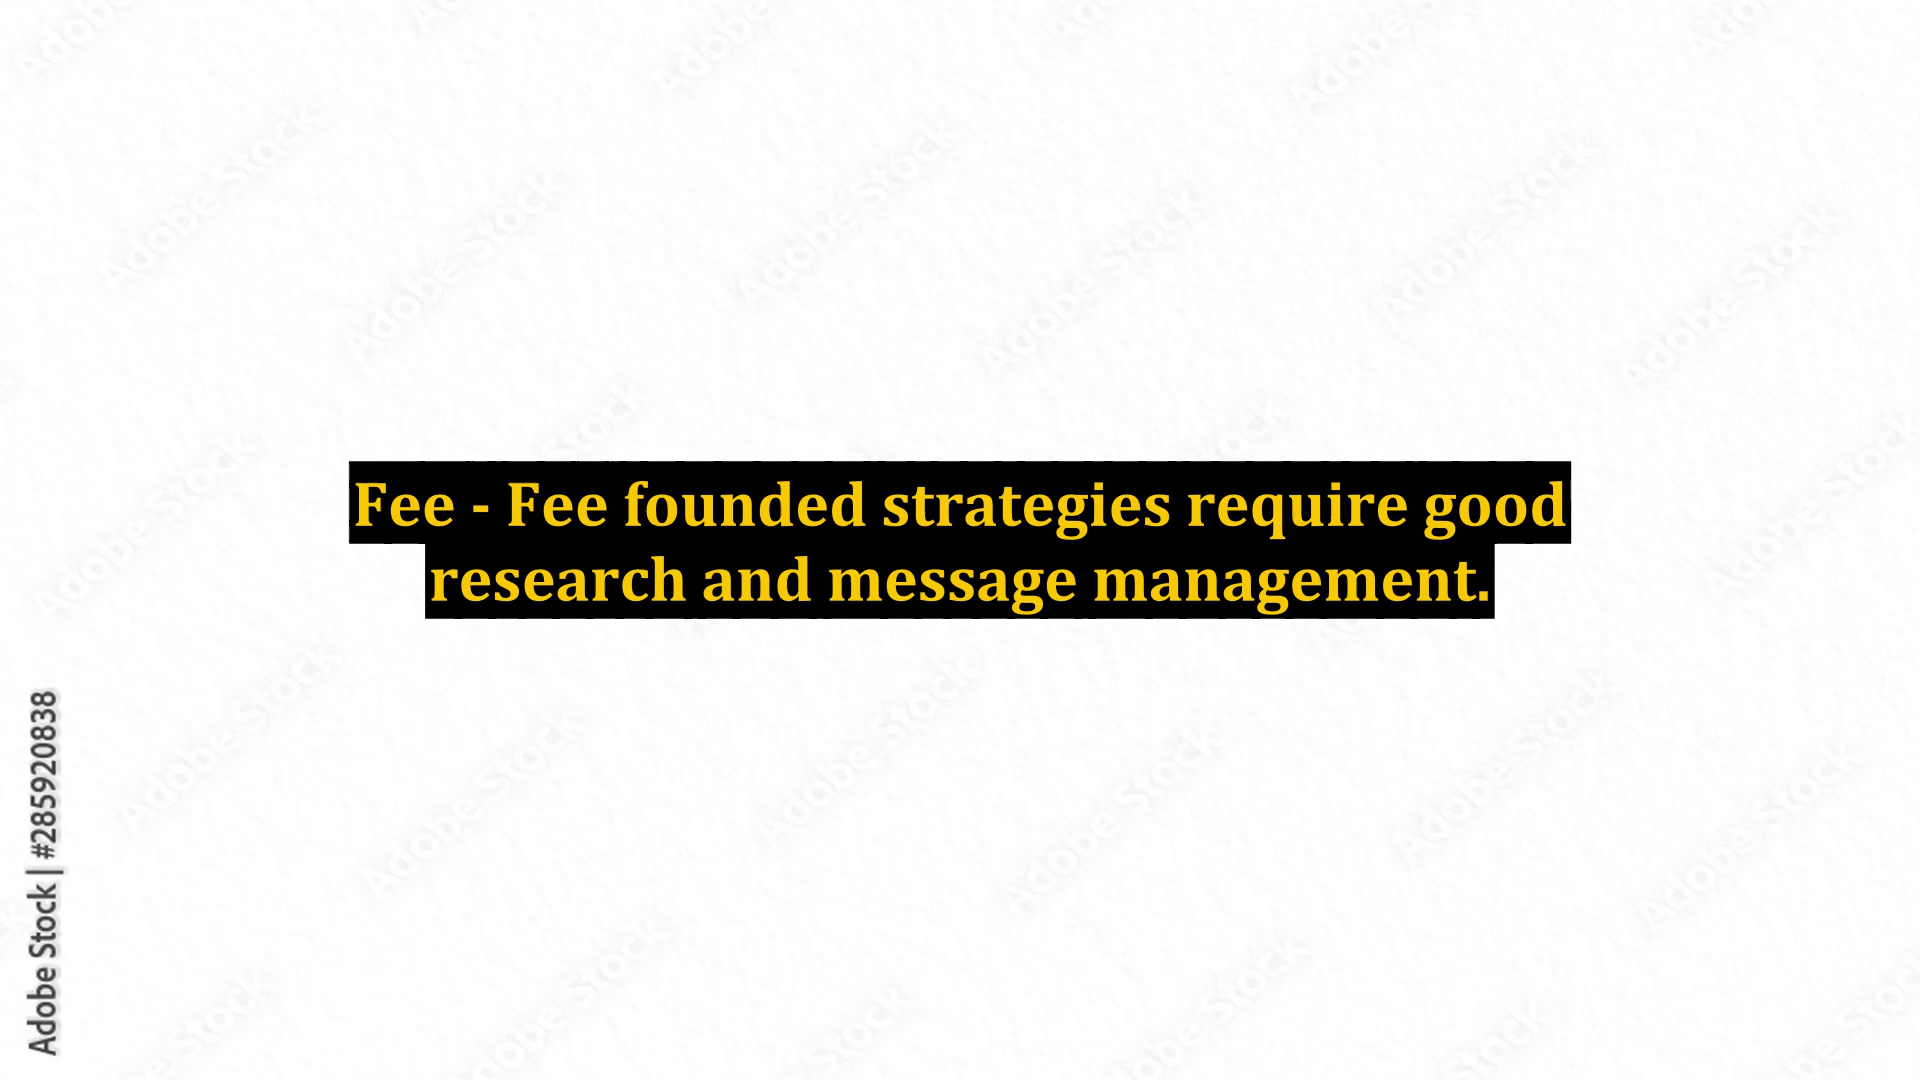 Fee - Fee founded strategies require good
research and message management.
Adobe Stock | #285920838